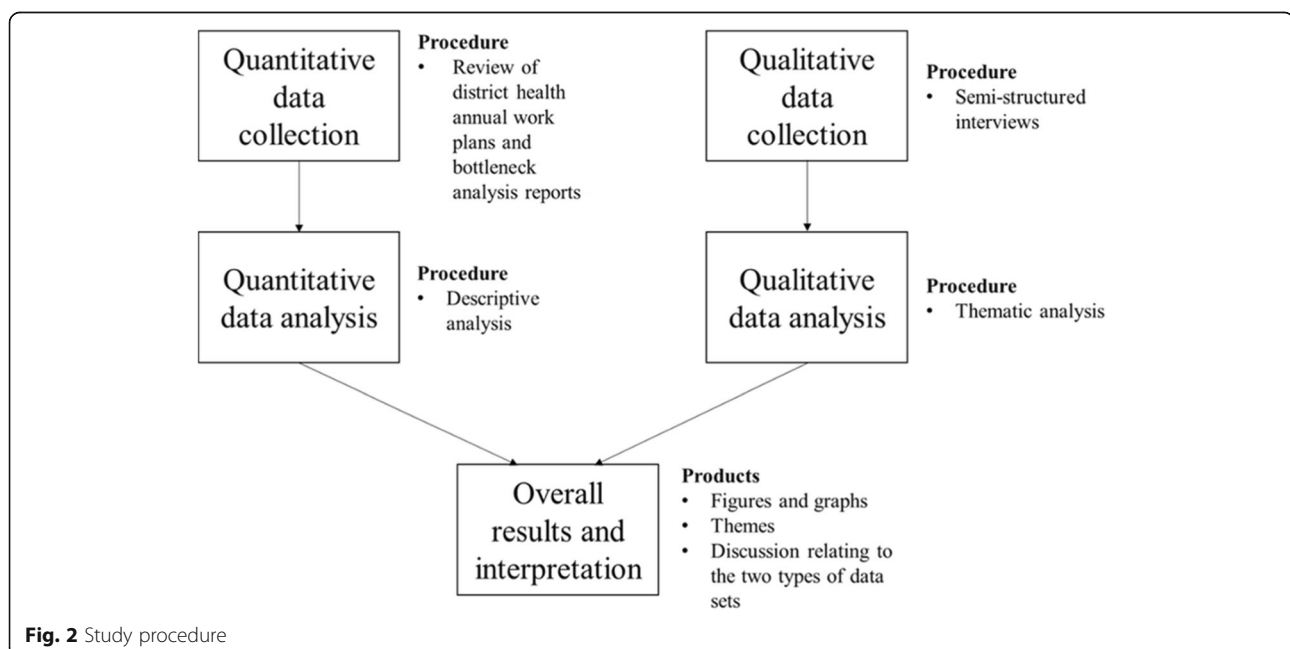 Quantitative
data
collection
Procedure
• Review of
district health
annual work
plans and
bottleneck
analysis reports
Qualitative
data
collection
Procedure
• Semi-structured
interviews
Quantitative
data analysis
Procedure
• Descriptive
analysis
Qualitative
data analysis
Procedure
• Thematic analysis
Overall
results and
interpretation
Products
• Figures and graphs
• Themes
• Discussion relating to
the two types of data
sets
Fig. 2 Study procedure